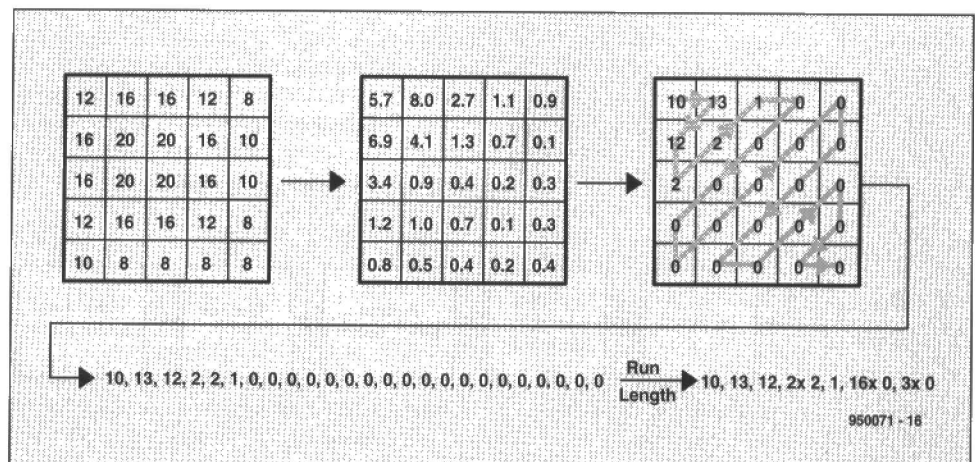 12 16 16 12 8
16 20 20 16 10
16 20 20 16 10
12 16 16 12 8
10 8 8 8 8
5.7 8.0 2.7 1.1 0.9
6.9 4.1 1.3 0.7 0.1
3.4 0.9 0.4 0.2 0.3
1.2 1.0 0.7 0.1 0.3
0.8 0.5 0.4 0.2 0.4
10 13 1 0 0
12 2 0 0 0
2 0 0 0 0
0 0 0 0 0
0 0 0 0 0
10, 13, 12, 2, 2, 1, 0, 0, 0, 0, 0, 0, 0, 0, 0, 0, 0, 0, 0, 0, 0, 0, 0, 0, 0
Run
Length
10, 13, 12, 2x 2, 1, 16x 0, 3x 0
950071 - 16